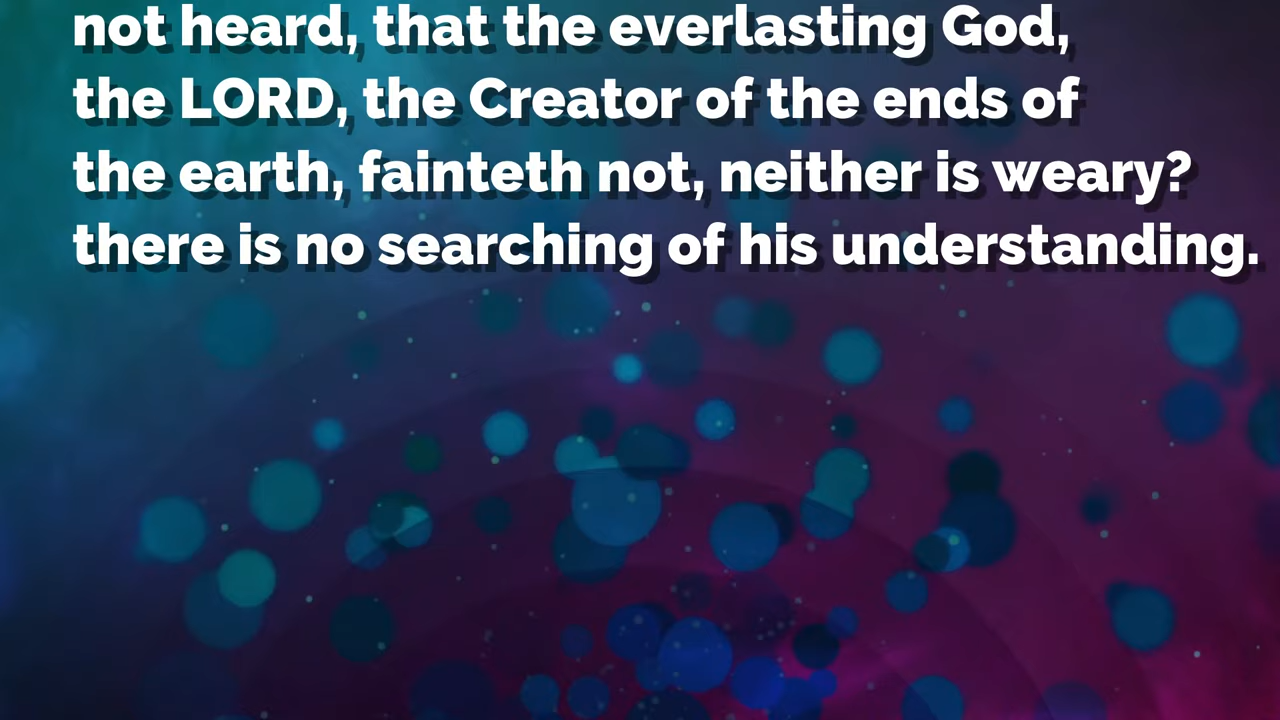 not heard, that the everlasting God,
the LORD, the Creator of the ends of
the earth, fainteth not, neither is weary?
there is no searching of his understanding.